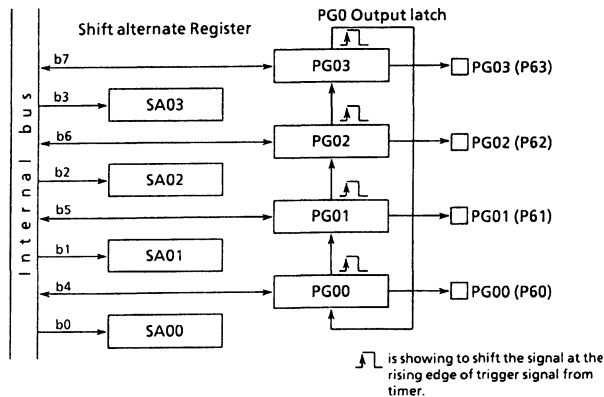 PG0 Output latch
Shift alternate Register
b7
PG03
PG03 (P63)
b3
SA03
b6
PG02
PG02 (P62)
b2
SA02
b5
PG01
PG01 (P61)
b1
SA01
b4
PG00
PG00 (P60)
b0
SA00
Internal bus
is showing to shift the signal at the
rising edge of trigger signal from
timer.